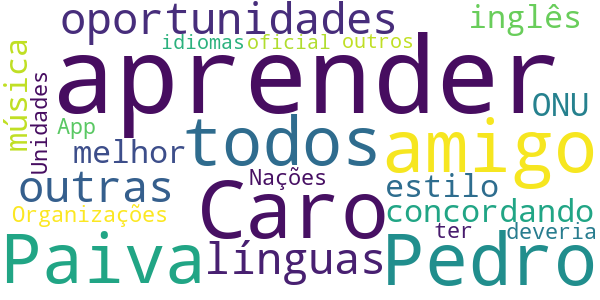 oportunidades
inglês
idiomas oficial outros
aprender
música
Unidades
App
ONU
melhor
todos
amigo
Nações
outras
Caro
estilo
Organizações
concordando
Paiva
línguas
Pedro
ter
deveria